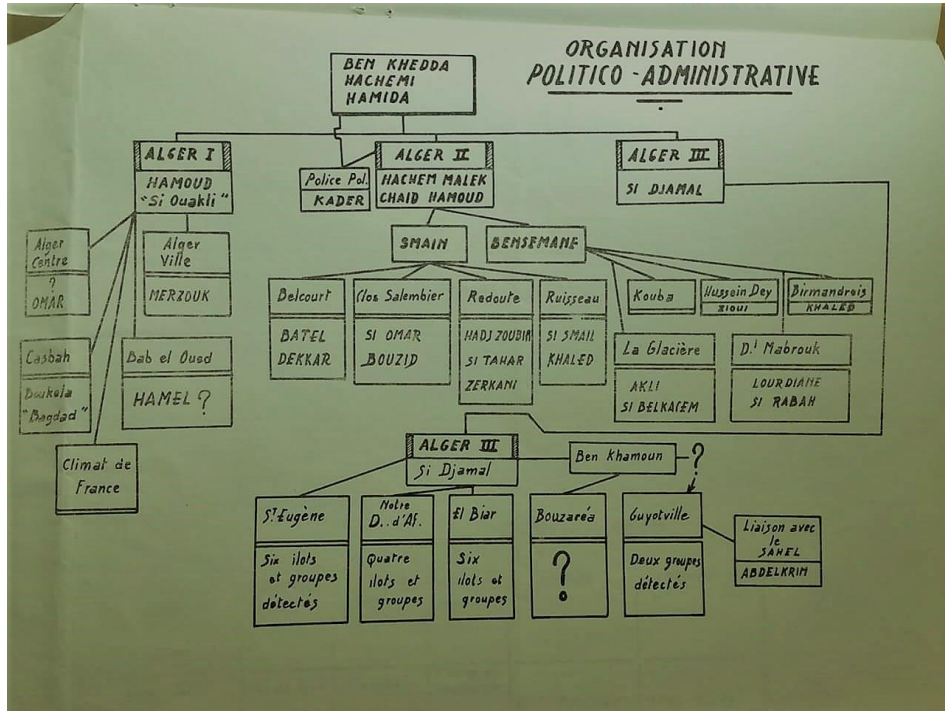 ORGANISATION
POLITICO-ADMINISTRATIVE
BEN KHEDDA
HACHEMI
HAMIDA
ALGER I
HAMOUD
"Si Ouakli"
Police Pol.
KADER
ALGER II
HACHEM MALEK
CHAID HAMOUD
ALGER III
SI DJAMAL
Alger
Centre
?
OMAR
Alger
Ville
MERZOUK
SMAIN
BENSEMANE
Belcourt
BATEL
DEKKAR
Clos Salembier
SI OMAR
BOUZID
Redoute
HADJ ZOUBIR
SI TAHAR
ZERKANI
Ruisseau
SI SMAIL
KHALED
Kouba
Hussein Dey
ZIOUI
Birmandreis
KHALED
Casbah
"Bagdad"
Bab el Oued
HAMEL ?
La Glacière
AKLI
SI BELKACEM
D.l Mabrouk
LOURDIANE
SI RABAH
Climat de
France
ALGER III
Si Djamal
Ben Khamoun
?
St Eugène
Six ilots
et groupes
détectés
Notre
D.. d'Af.
Quatre
ilots et
groupes
El Biar
Six
ilots et
groupes
Bouzaréa
?
Guyotville
Deux groupes
détectés
Liaison avec
le
SAHEL
ABDELKRIM